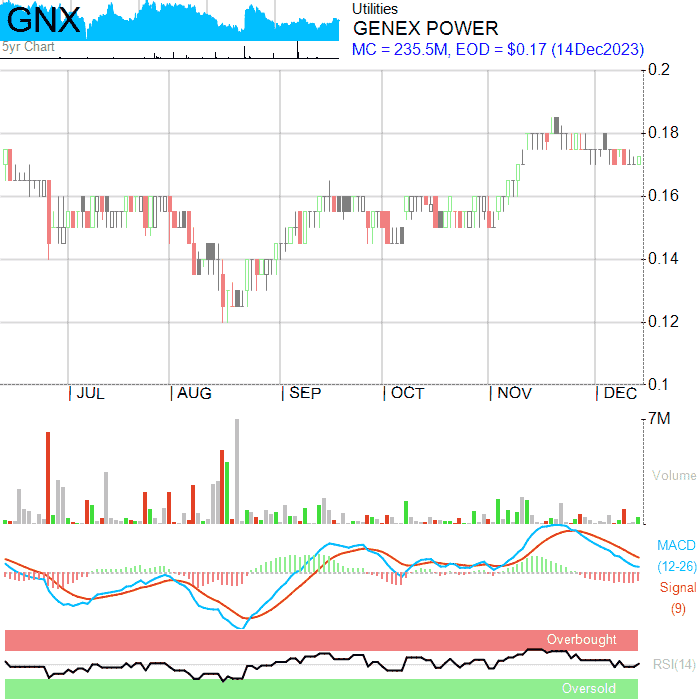 GNX
Utilities
GENEX POWER
5yr Chart
MC = 235.5M, EOD = $0.17 (14Dec2023)
0.2
0.18
0.16
0.14
0.12
0.1
JUL AUG SEP OCT NOV DEC
7M
Volume
MACD
(12-26)
Signal
(9)
Overbought
RSI(14)
Oversold